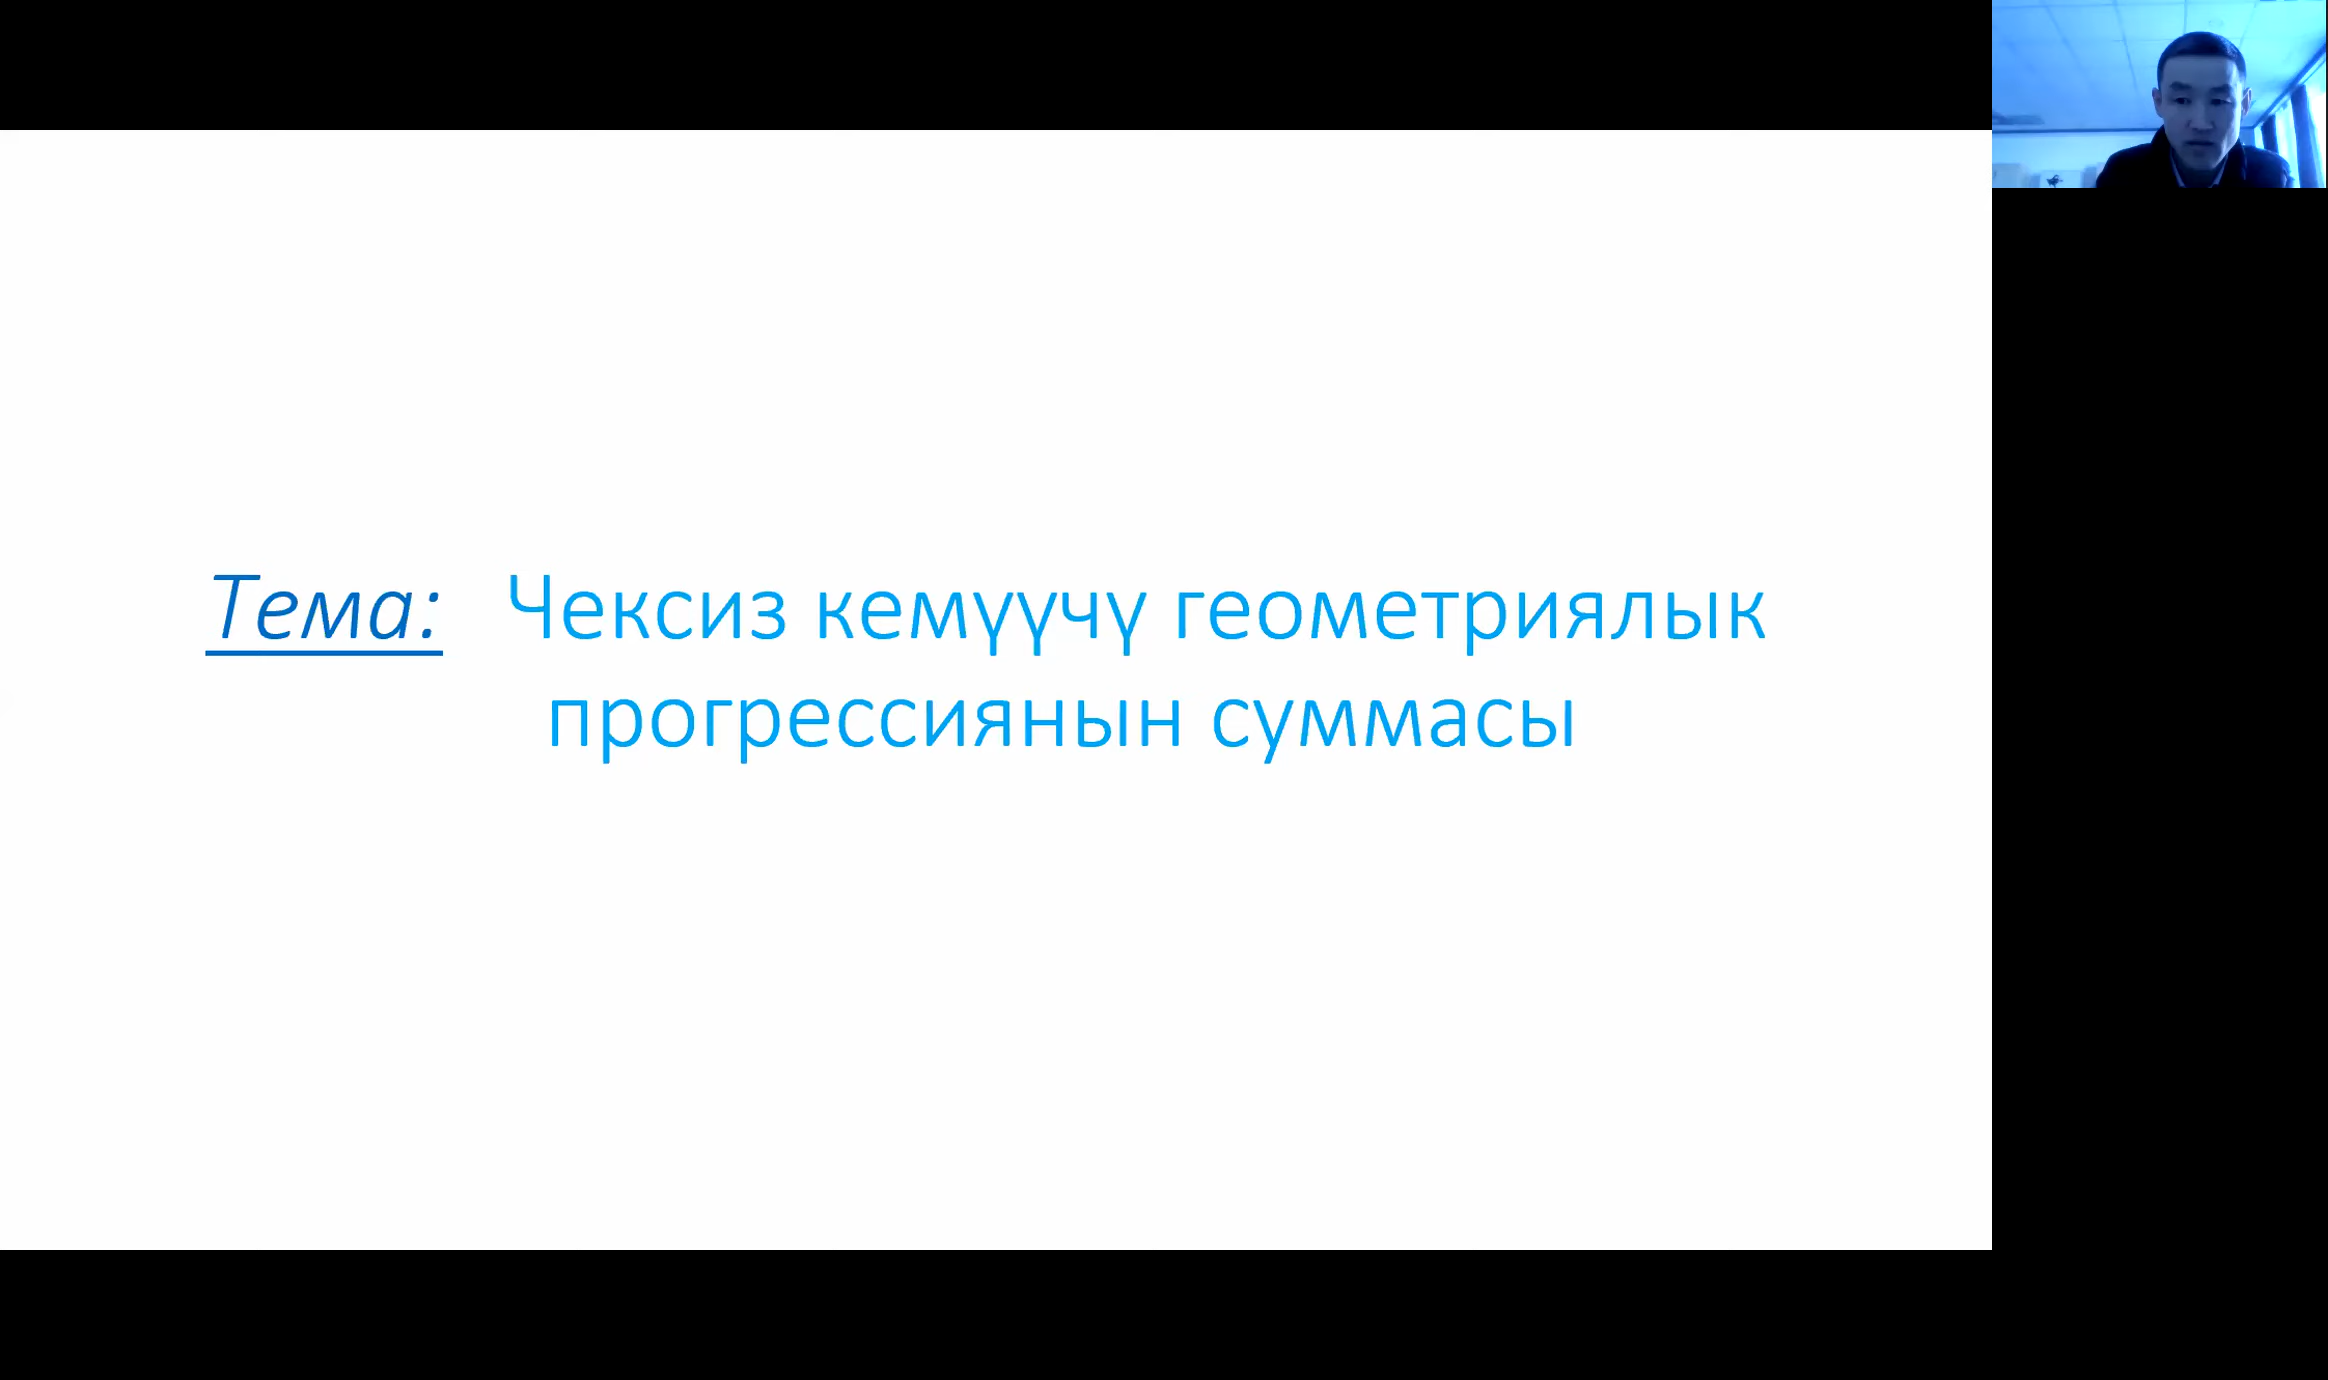 Тема: Чексиз кемүүчү геометриялык
прогрессиянын суммасы